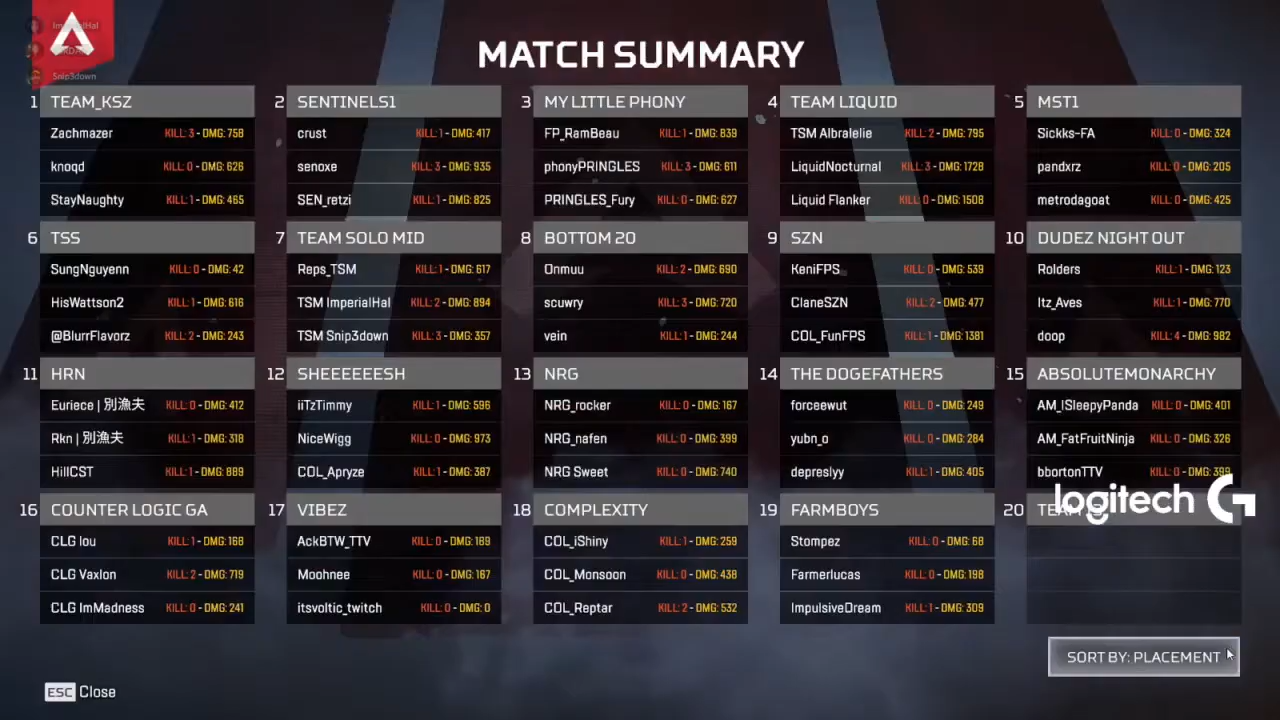 ImperialHal
Snip3down
MATCH SUMMARY
1 TEAM_KSZ
Zachmazer KILL: 3 - DMG: 758
knoqd KILL: 0 - DMG: 626
StayNaughty KILL: 1 - DMG: 465
2 SENTINELS1
crust KILL: 1 - DMG: 417
senoxe KILL: 3 - DMG: 935
SEN_retzi KILL: 1 - DMG: 825
3 MY LITTLE PHONY
FP_RamBeau KILL: 1 - DMG: 839
phonyPRINGLES KILL: 3 - DMG: 611
PRINGLES_Fury KILL: 0 - DMG: 627
4 TEAM LIQUID
TSM Albralelie KILL: 2 - DMG: 795
LiquidNocturnal KILL: 3 - DMG: 1728
Liquid Flanker KILL: 0 - DMG: 1508
5 MST1
Sickks-FA KILL: 0 - DMG: 324
pandxrz KILL: 0 - DMG: 205
metrodagoat KILL: 0 - DMG: 425
6 TSS
SungNguyenn KILL: 0 - DMG: 42
HisWattson2 KILL: 1 - DMG: 616
@BlurrFlavorz KILL: 2 - DMG: 243
7 TEAM SOLO MID
Reps_TSM KILL: 1 - DMG: 617
TSM ImperialHal KILL: 2 - DMG: 894
TSM Snip3down KILL: 3 - DMG: 357
8 BOTTOM 20
Onmuu KILL: 2 - DMG: 690
scuwry KILL: 3 - DMG: 720
vein KILL: 1 - DMG: 244
9 SZN
KeniFPS KILL: 0 - DMG: 539
ClaneSZN KILL: 2 - DMG: 477
COL_FunFPS KILL: 1 - DMG: 1381
10 DUDEZ NIGHT OUT
Rolders KILL: 1 - DMG: 123
Itz_Aves KILL: 1 - DMG: 770
doop KILL: 4 - DMG: 982
11 HRN
Euriece | 別漁夫 KILL: 0 - DMG: 412
Rkn | 別漁夫 KILL: 1 - DMG: 318
HillCST KILL: 1 - DMG: 889
12 SHEEEEEESH
iiTzTimmy KILL: 1 - DMG: 596
NiceWigg KILL: 0 - DMG: 973
COL_Apryze KILL: 1 - DMG: 387
13 NRG
NRG_rocker KILL: 0 - DMG: 167
NRG_nafen KILL: 0 - DMG: 399
NRG Sweet KILL: 0 - DMG: 740
14 THE DOGEFATHERS
forceewut KILL: 0 - DMG: 249
yubn_o KILL: 0 - DMG: 284
depreslyy KILL: 1 - DMG: 405
15 ABSOLUTEMONARCHY
AM_ISleepyPanda KILL: 0 - DMG: 401
AM_FatFruitNinja KILL: 0 - DMG: 326
bbortonTTV KILL: 0 - DMG: 399
16 COUNTER LOGIC GA
CLG lou KILL: 1 - DMG: 168
CLG Vaxlon KILL: 2 - DMG: 719
CLG ImMadness KILL: 0 - DMG: 241
17 VIBEZ
AckBTW_TTV KILL: 0 - DMG: 189
Moohnee KILL: 0 - DMG: 167
itsvoltic_twitch KILL: 0 - DMG: 0
18 COMPLEXITY
COL_iShiny KILL: 1 - DMG: 259
COL_Monsoon KILL: 0 - DMG: 438
COL_Reptar KILL: 2 - DMG: 532
19 FARMBOYS
Stompez KILL: 0 - DMG: 68
Farmerlucas KILL: 0 - DMG: 198
ImpulsiveDream KILL: 1 - DMG: 309
20 TEAM
logitech G
SORT BY: PLACEMENT
ESC Close